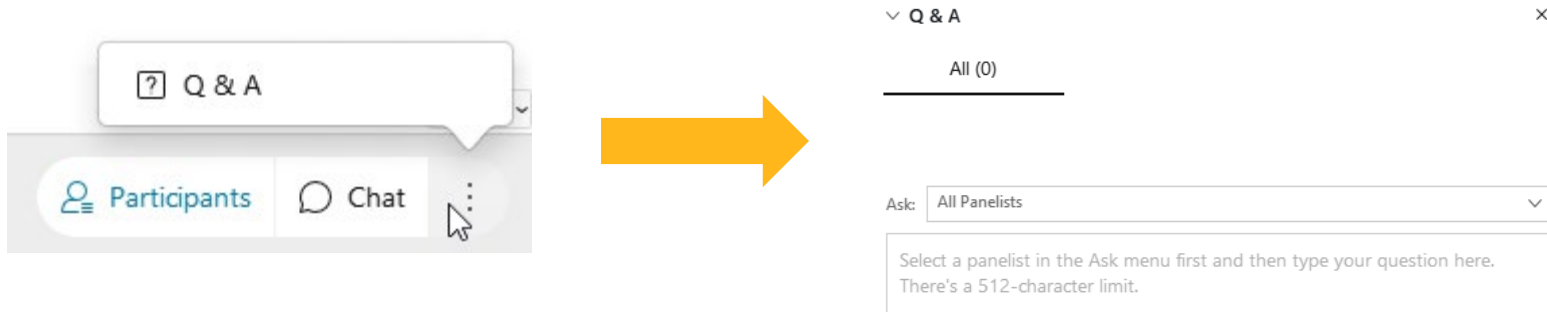 Q & A
Participants
Chat
Q & A
All (0)
Ask:
All Panelists
Select a panelist in the Ask menu first and then type your question here.
There's a 512-character limit.